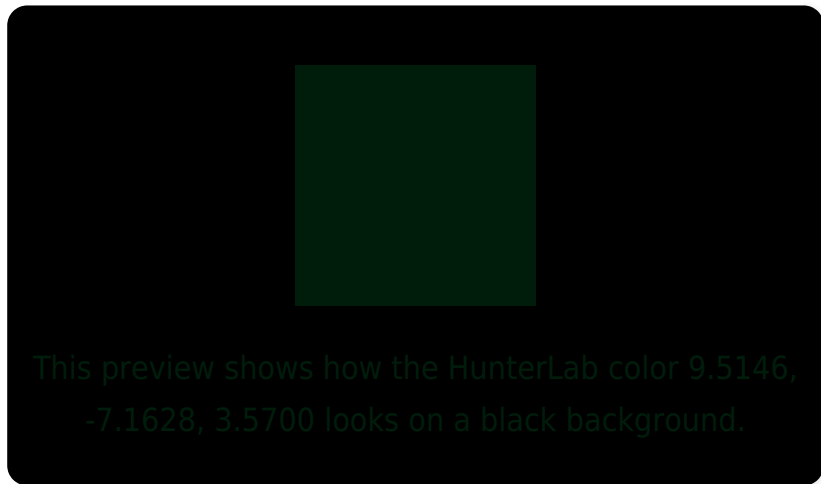 This preview shows how the HunterLab color 9.5146,
-7.1628, 3.5700 looks on a black background.